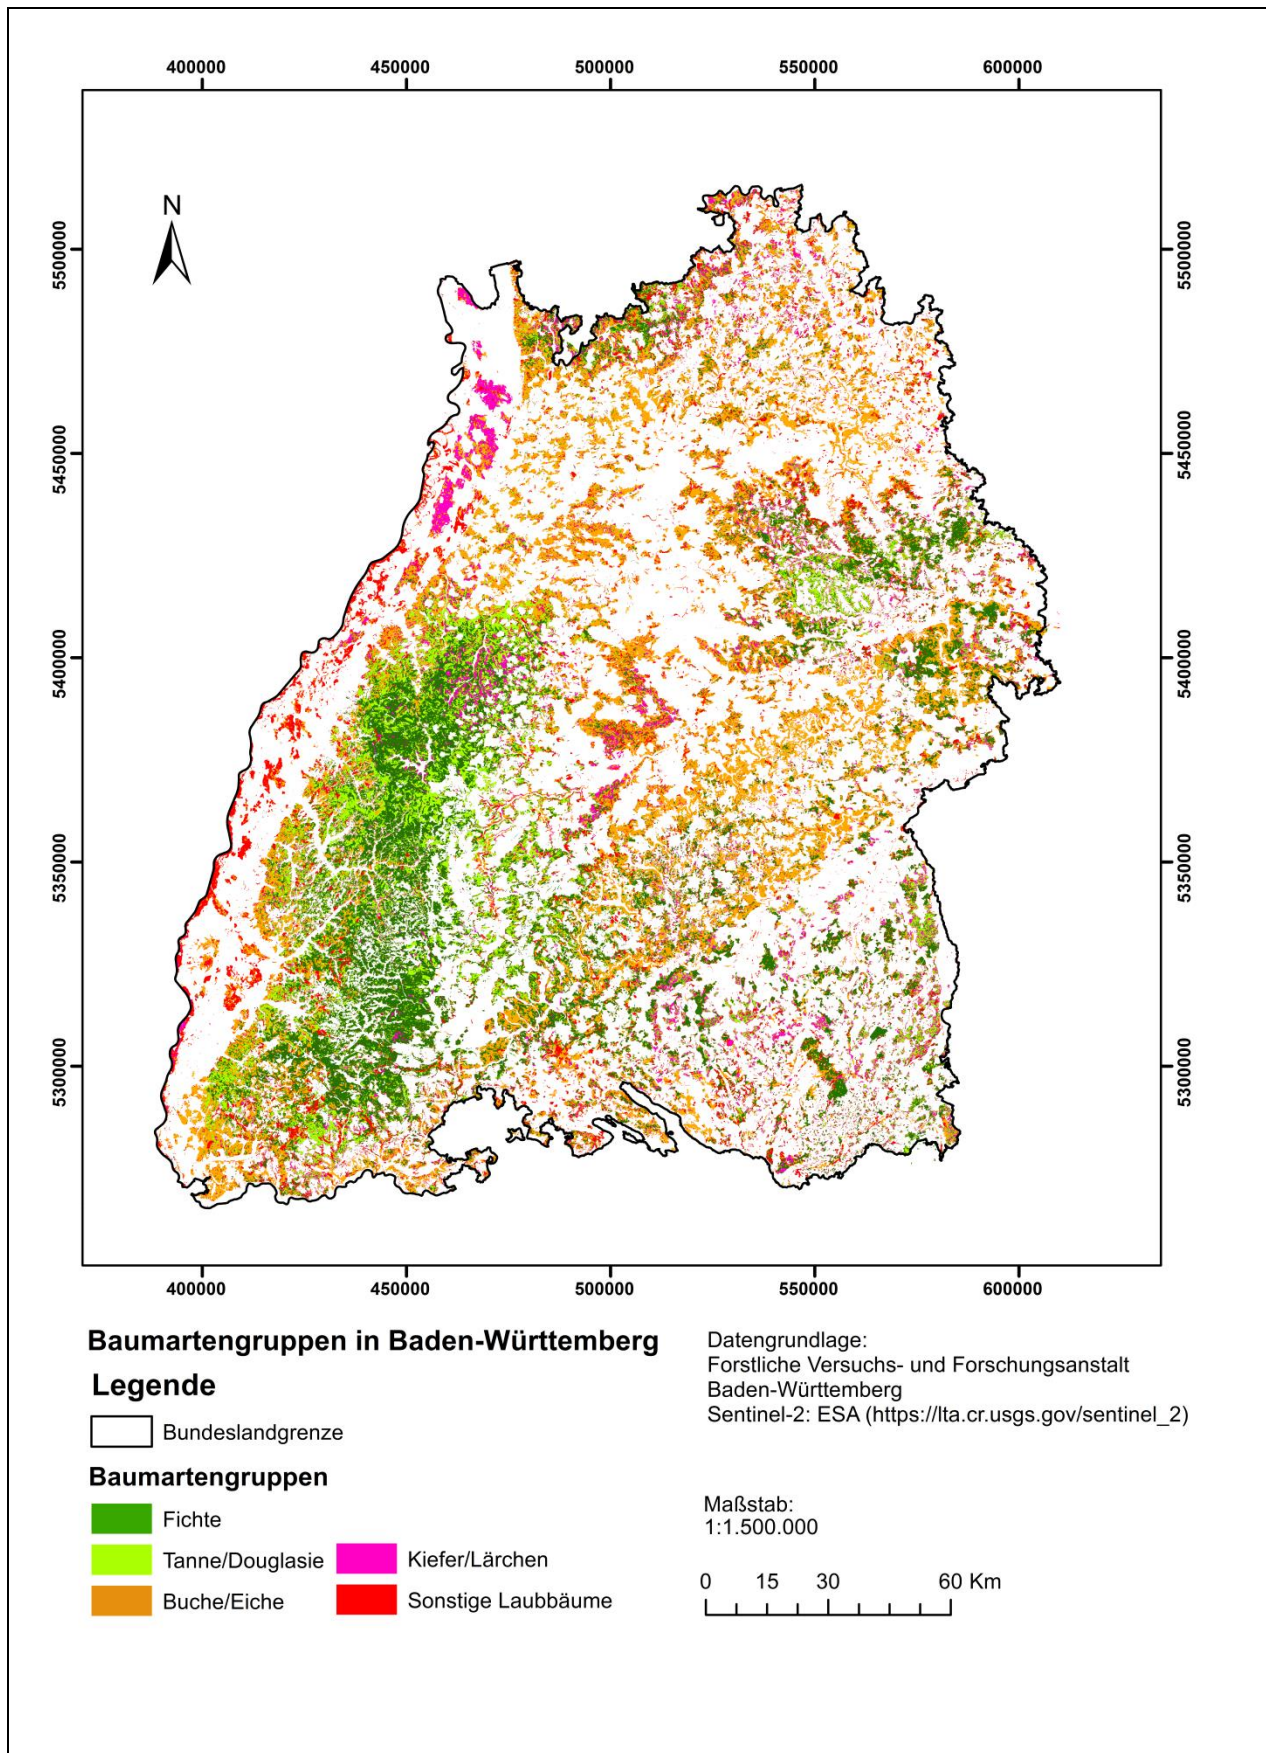 400000 450000 500000 550000 600000
N
5500000 5500000
5450000 5450000
5400000 5400000
5350000 5350000
5300000 5300000
400000 450000 500000 550000 600000
Baumartengruppen in Baden-Württemberg
Legende
Bundeslandgrenze
Baumartengruppen
Fichte
Tanne/Douglasie
Buche/Eiche
Kiefer/Lärchen
Sonstige Laubbäume
Datengrundlage:
Forstliche Versuchs- und Forschungsanstalt
Baden-Württemberg
Sentinel-2: ESA (https://lta.cr.usgs.gov/sentinel_2)
Maßstab:
1:1.500.000
0 15 30 60 Km